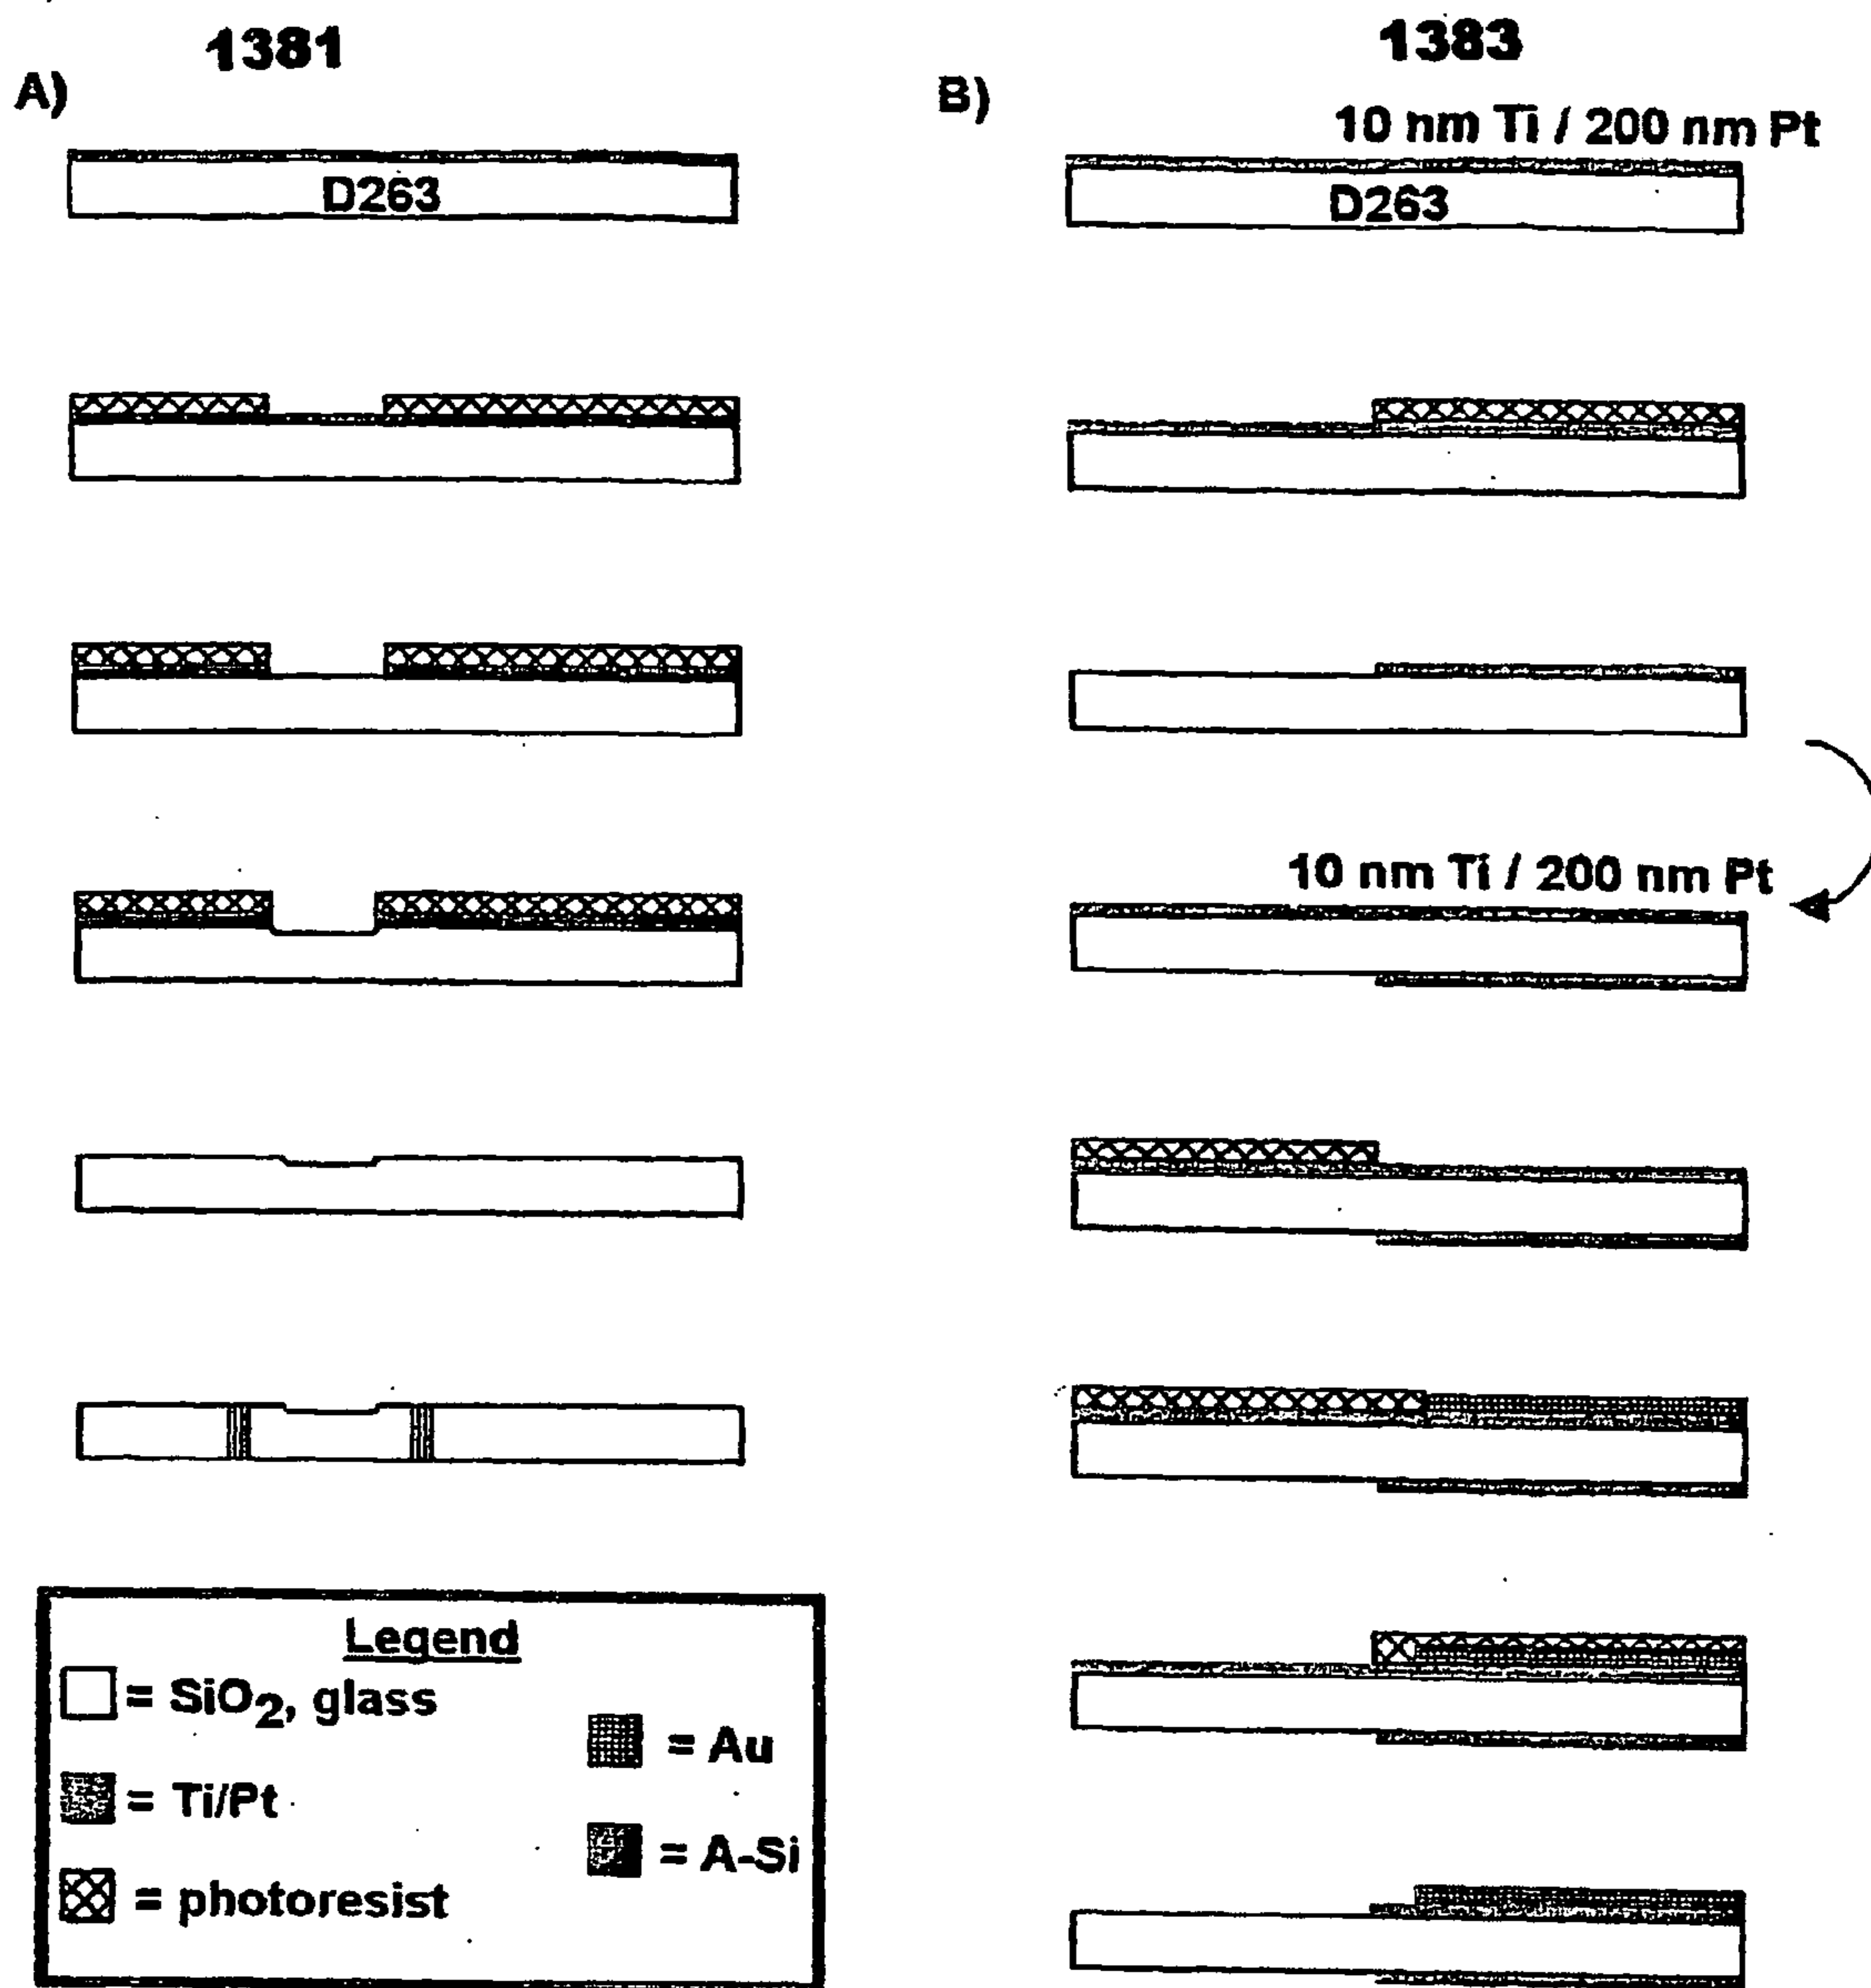 1381
A)
D263
1383
B)
10 nm Ti / 200 nm Pt
D263
10 nm Ti / 200 nm Pt
Legend
= SiO2, glass
= Ti/Pt
= photoresist
= Au
= A-Si